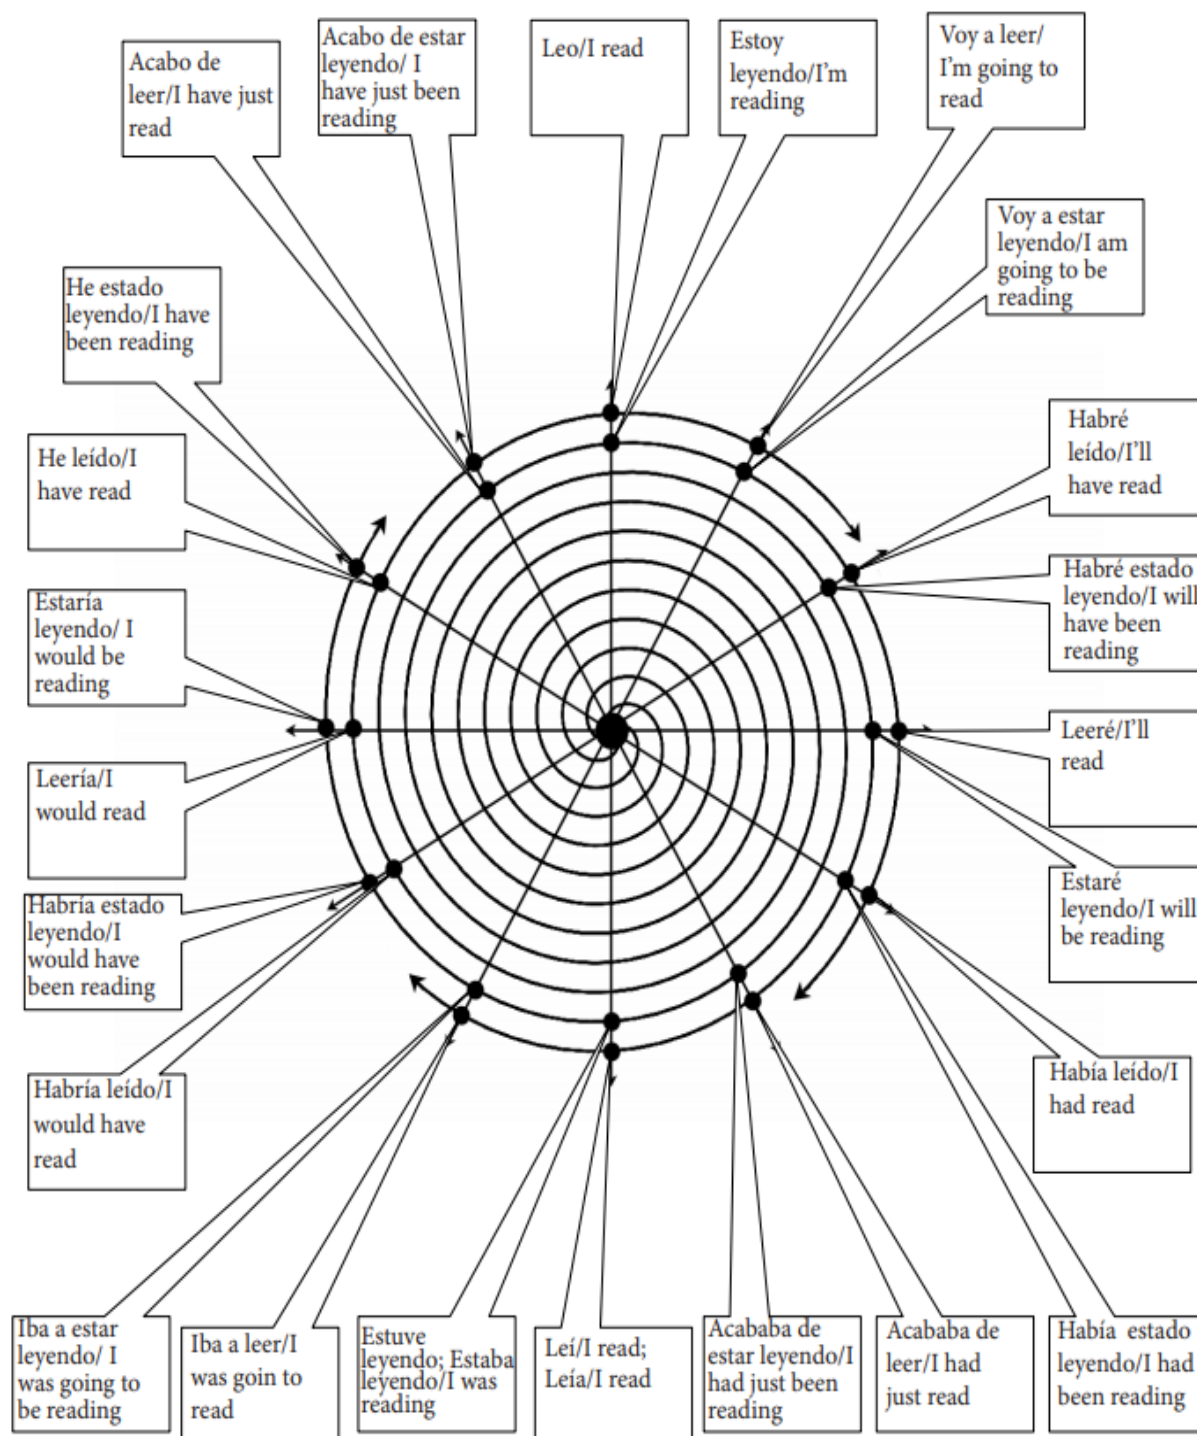 Acabo de
leer/I have just
read
Acabo de estar
leyendo/ I
have just been
reading
Leo/I read
Estoy
leyendo/I'm
reading
Voy a leer/
I'm going to
read
Voy a estar
leyendo/I am
going to be
reading
He estado
leyendo/I have
been reading
Habré
leído/I'll
have read
He leído/I
have read
Habré estado
leyendo/I will
have been
reading
Estaría
leyendo/ I
would be
reading
Leeré/I'll
read
Leería/I
would read
Estaré
leyendo/I will
be reading
Habría estado
leyendo/I
would have
been reading
Había leído/I
had read
Habría leído/I
would have
read
Iba a estar
leyendo/ I
was going to
be reading
Iba a leer/I
was goin to
read
Estuve
leyendo; Estaba
leyendo/I was
reading
Leí/I read;
Leía/I read
Acababa de
estar leyendo/I
had just been
reading
Acababa de
leer/I had
just read
Había estado
leyendo/I had
been reading